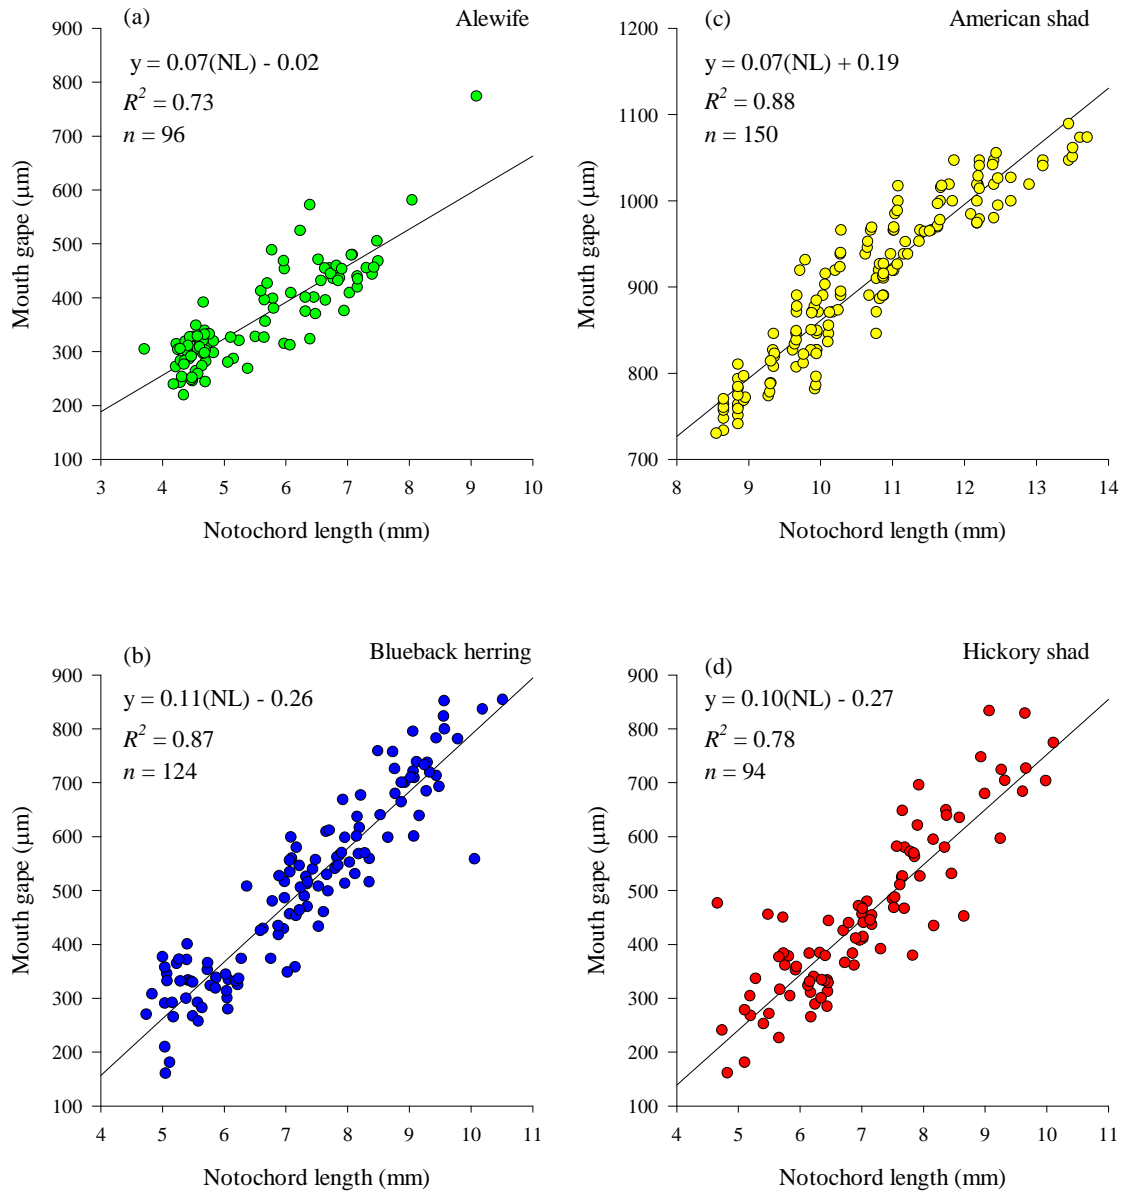 (a)
Alewife
y = 0.07(NL) - 0.02
R² = 0.73
n = 96
900
800
700
600
500
400
300
200
100
3 4 5 6 7 8 9 10
Mouth gape (µm)
Notochord length (mm)
(c)
American shad
y = 0.07(NL) + 0.19
R² = 0.88
n = 150
1200
1100
1000
900
800
700
8 9 10 11 12 13 14
Mouth gape (µm)
Notochord length (mm)
(b)
Blueback herring
y = 0.11(NL) - 0.26
R² = 0.87
n = 124
900
800
700
600
500
400
300
200
100
4 5 6 7 8 9 10 11
Mouth gape (µm)
Notochord length (mm)
(d)
Hickory shad
y = 0.10(NL) - 0.27
R² = 0.78
n = 94
900
800
700
600
500
400
300
200
100
4 5 6 7 8 9 10 11
Mouth gape (µm)
Notochord length (mm)